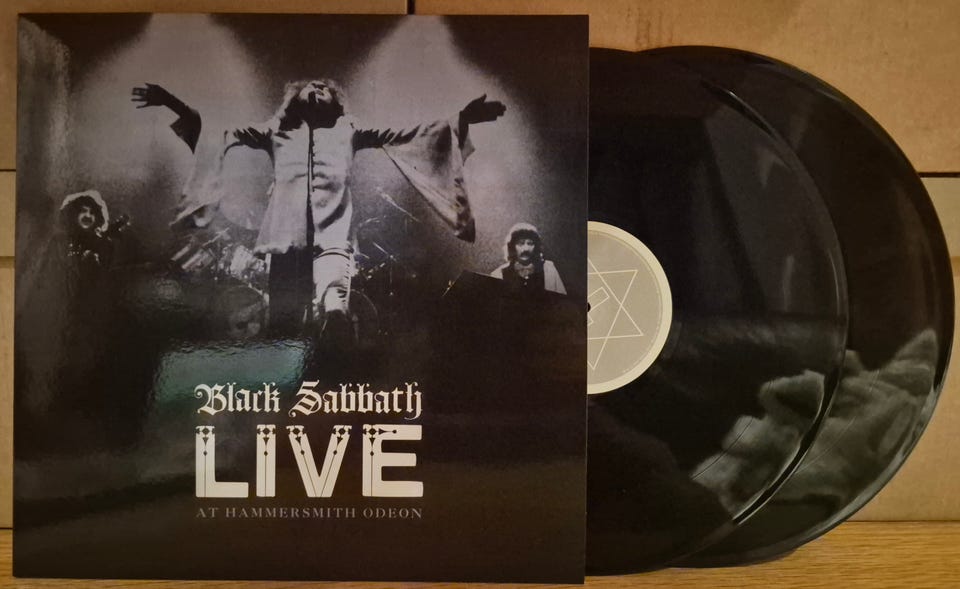 Black Sabbath
LIVE
AT HAMMERSMITH ODEON